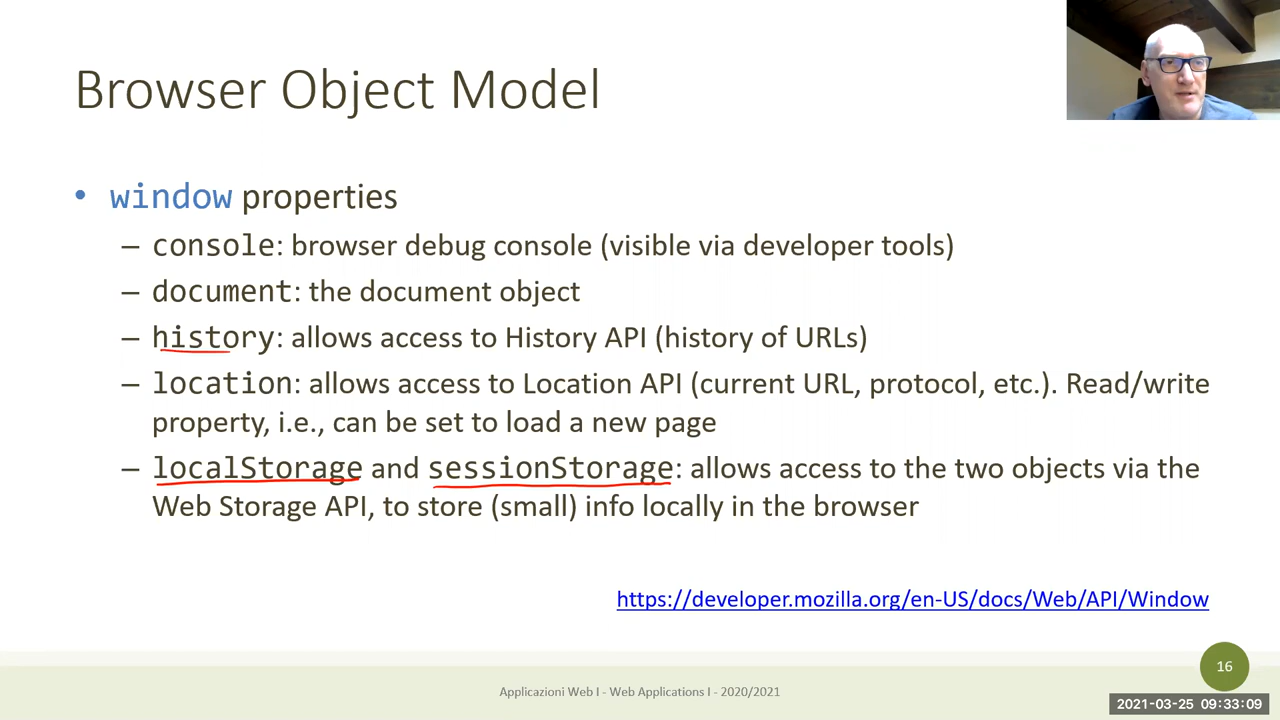 Browser Object Model
• window properties
– console: browser debug console (visible via developer tools)
– document: the document object
– history: allows access to History API (history of URLs)
– location: allows access to Location API (current URL, protocol, etc.). Read/write
property, i.e., can be set to load a new page
– localStorage and sessionStorage: allows access to the two objects via the
Web Storage API, to store (small) info locally in the browser
https://developer.mozilla.org/en-US/docs/Web/API/Window
16
Applicazioni Web I - Web Applications I - 2020/2021
2021-03-25 09:33:09